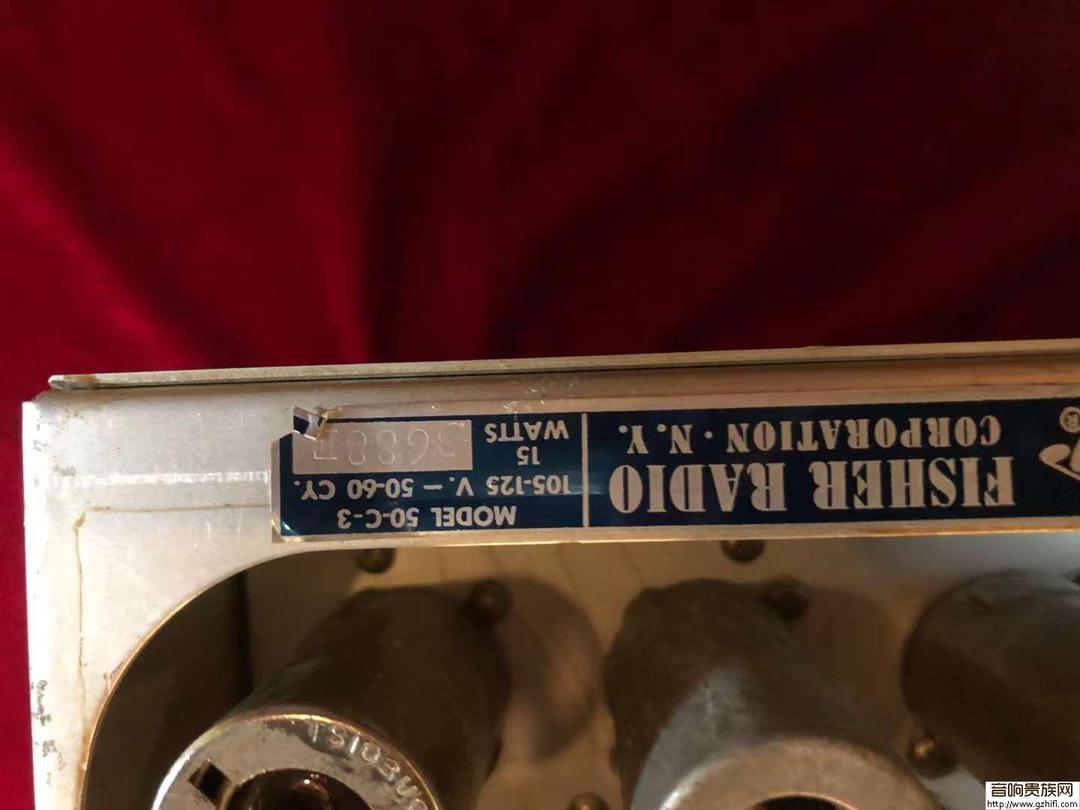 FISHER RADIO
CORPORATION · N.Y.
®
MODEL 50-C-3
105-125 V. — 50-60 CY.
15
WATTS
音响贵族网
http://www.gzhifi.com